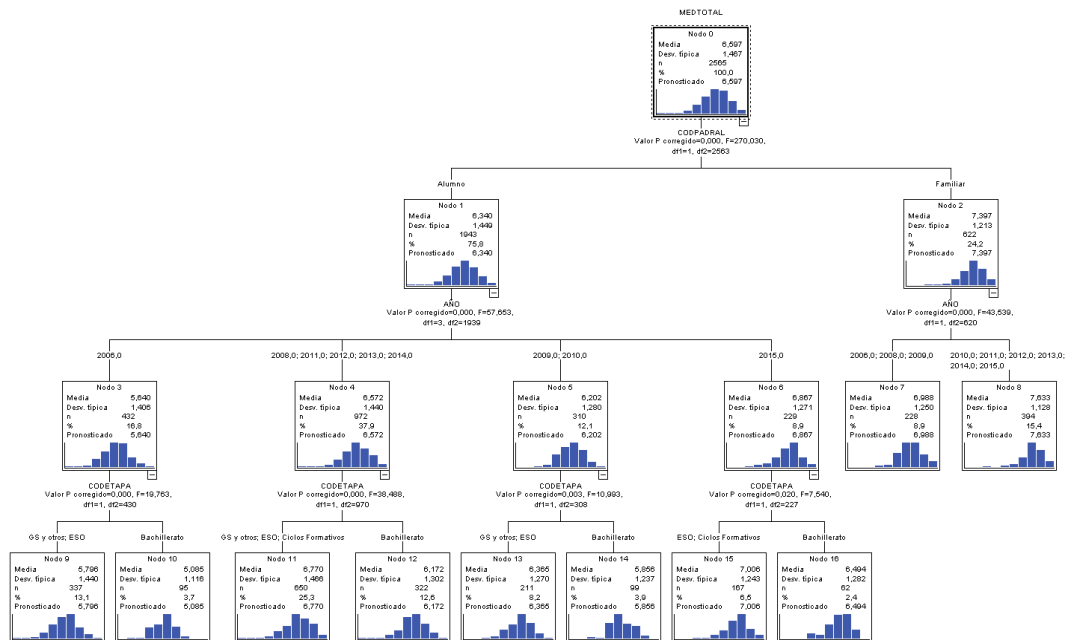 MEDTOTAL
Nodo 0
Media 6,597
Desv. típica 1,467
n 2565
% 100,0
Pronosticado 6,597
CODPADRAL
Valor P corregido=0,000, F=270,030,
df1=1, df2=2563
Alumno
Familiar
Nodo 1
Media 6,340
Desv. típica 1,449
n 1943
% 75,8
Pronosticado 6,340
Nodo 2
Media 7,397
Desv. típica 1,213
n 622
% 24,2
Pronosticado 7,397
AÑO
Valor P corregido=0,000, F=57,653,
df1=3, df2=1939
AÑO
Valor P corregido=0,000, F=43,539,
df1=1, df2=620
2006,0
2008,0; 2011,0; 2012,0; 2013,0; 2014,0
2009,0; 2010,0
2015,0
2006,0; 2008,0; 2009,0
2010,0; 2011,0; 2012,0; 2013,0;
2014,0; 2015,0
Nodo 3
Media 5,640
Desv. típica 1,406
n 432
% 16,8
Pronosticado 5,640
Nodo 4
Media 6,572
Desv. típica 1,440
n 972
% 37,9
Pronosticado 6,572
Nodo 5
Media 6,202
Desv. típica 1,280
n 310
% 12,1
Pronosticado 6,202
Nodo 6
Media 6,867
Desv. típica 1,271
n 229
% 8,9
Pronosticado 6,867
Nodo 7
Media 6,988
Desv. típica 1,250
n 228
% 8,9
Pronosticado 6,988
Nodo 8
Media 7,633
Desv. típica 1,128
n 394
% 15,4
Pronosticado 7,633
CODETAPA
Valor P corregido=0,000, F=19,763,
df1=1, df2=430
CODETAPA
Valor P corregido=0,000, F=38,488,
df1=1, df2=970
CODETAPA
Valor P corregido=0,003, F=10,993,
df1=1, df2=308
CODETAPA
Valor P corregido=0,020, F=7,540,
df1=1, df2=227
GS y otros; ESO
Bachillerato
GS y otros; ESO; Ciclos Formativos
Bachillerato
GS y otros; ESO
Bachillerato
ESO; Ciclos Formativos
Bachillerato
Nodo 9
Media 5,796
Desv. típica 1,440
n 337
% 13,1
Pronosticado 5,796
Nodo 10
Media 5,085
Desv. típica 1,116
n 95
% 3,7
Pronosticado 5,085
Nodo 11
Media 6,770
Desv. típica 1,466
n 650
% 25,3
Pronosticado 6,770
Nodo 12
Media 6,172
Desv. típica 1,302
n 322
% 12,6
Pronosticado 6,172
Nodo 13
Media 6,365
Desv. típica 1,270
n 211
% 8,2
Pronosticado 6,365
Nodo 14
Media 5,856
Desv. típica 1,237
n 99
% 3,9
Pronosticado 5,856
Nodo 15
Media 7,006
Desv. típica 1,243
n 167
% 6,5
Pronosticado 7,006
Nodo 16
Media 6,494
Desv. típica 1,282
n 62
% 2,4
Pronosticado 6,494